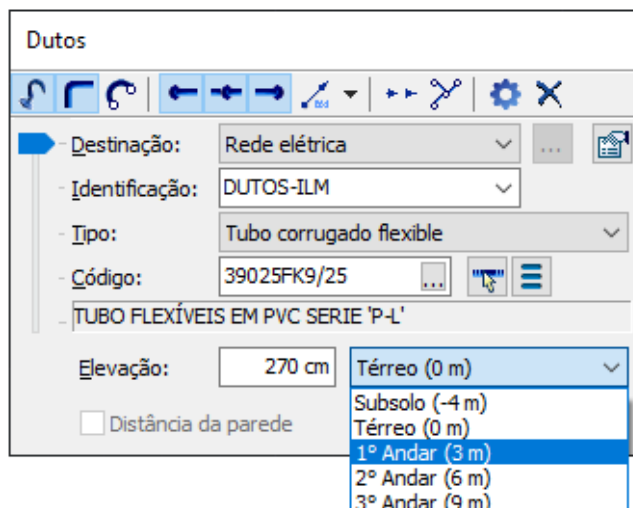 Dutos
Destinação: Rede elétrica ...
Identificação: DUTOS-ILM
Tipo: Tubo corrugado flexible
Código: 39025FK9/25 ...
TUBO FLEXÍVEIS EM PVC SERIE 'P-L'
Elevação: 270 cm Térreo (0 m)
Subsolo (-4 m)
Distância da parede
Térreo (0 m)
1º Andar (3 m)
2º Andar (6 m)
3º Andar (9 m)